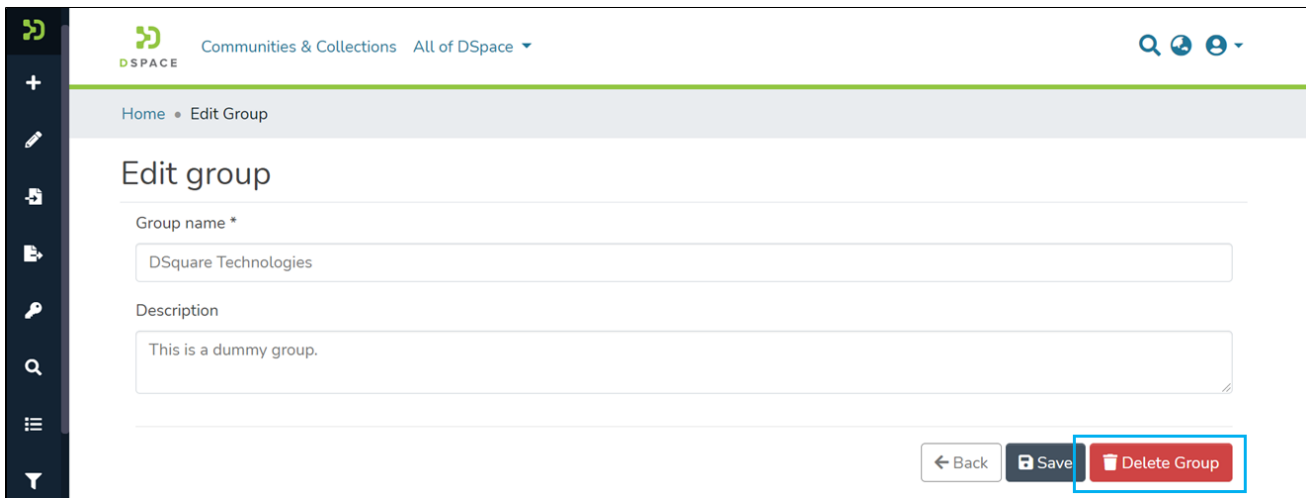 DSPACE
Communities & Collections All of DSpace
Home • Edit Group
Edit group
Group name *
DSquare Technologies
Description
This is a dummy group.
Back Save Delete Group